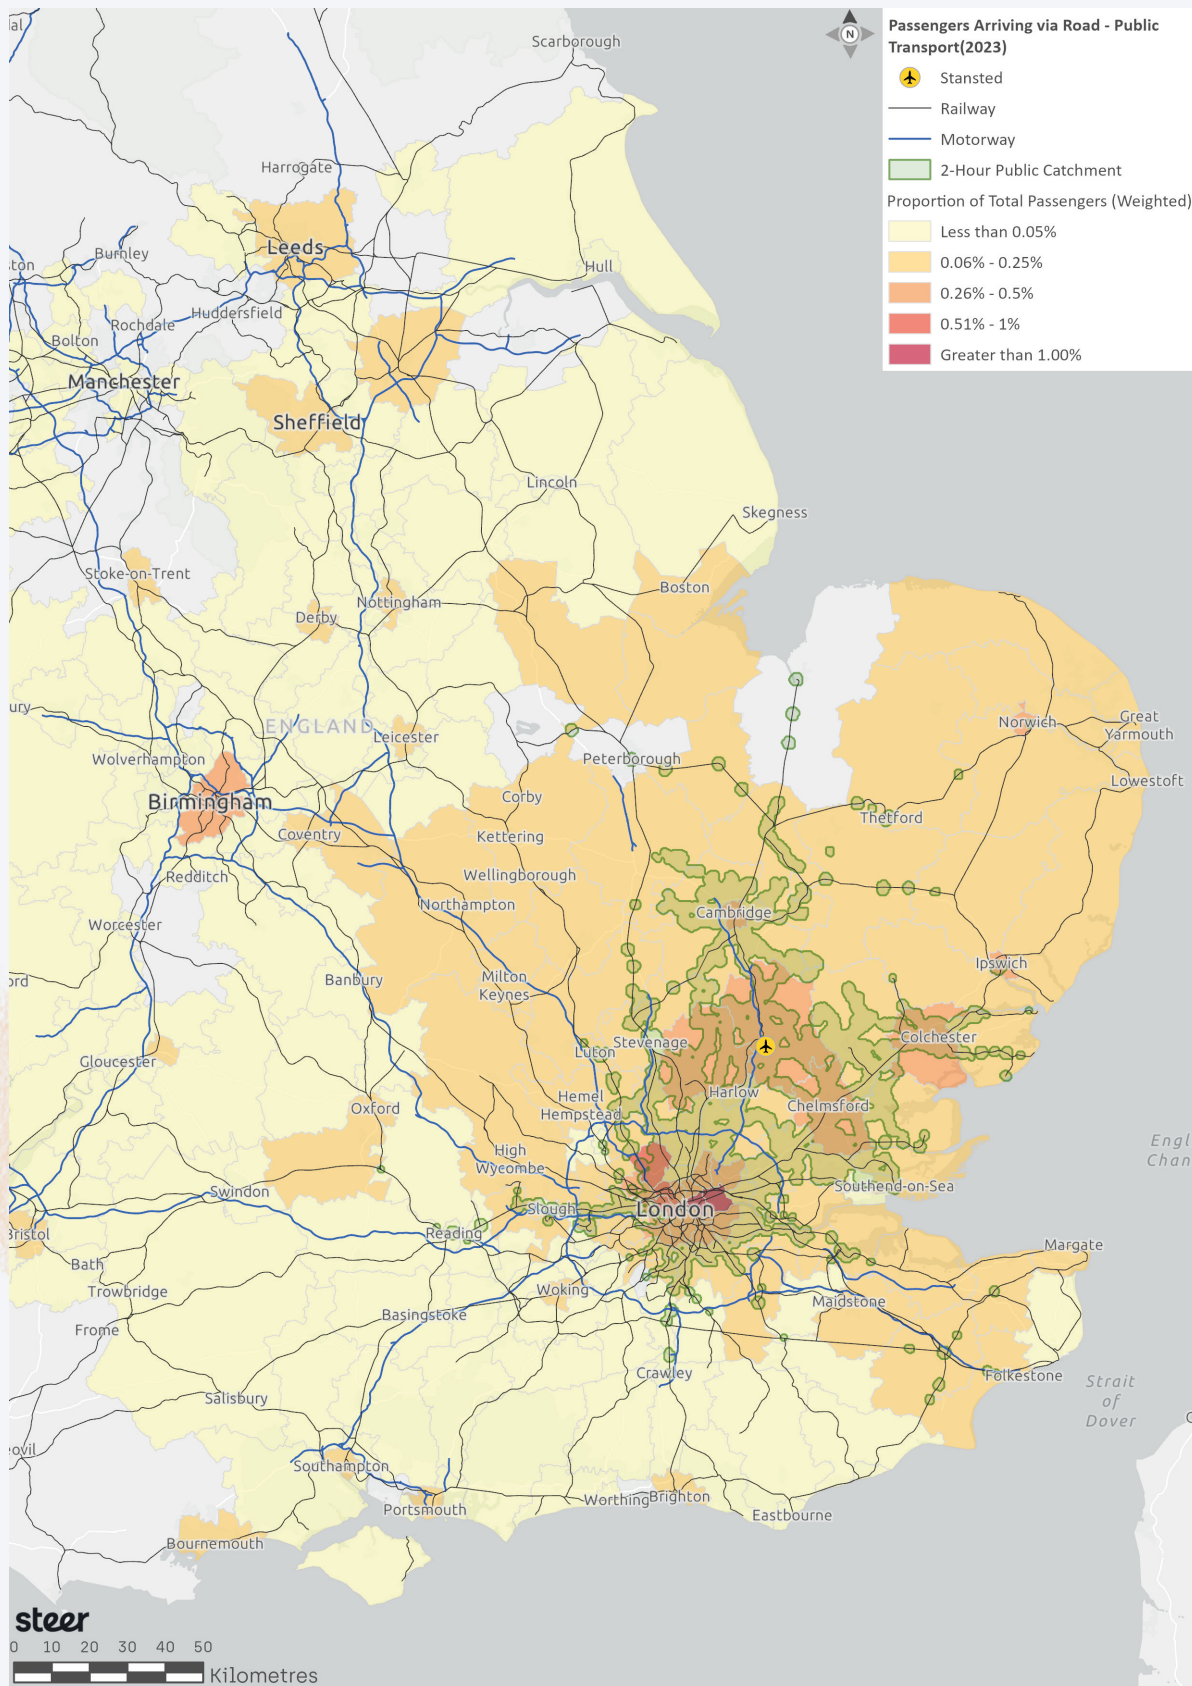 Passengers Arriving via Road - Public
Transport(2023)
Stansted
Railway
Motorway
2-Hour Public Catchment
Proportion of Total Passengers (Weighted)
Less than 0.05%
0.06% - 0.25%
0.26% - 0.5%
0.51% - 1%
Greater than 1.00%
N
Scarborough
Harrogate
Leeds
Burnley
Hull
Huddersfield
Rochdale
Bolton
Manchester
Sheffield
Lincoln
Skegness
Stoke-on-Trent
Boston
Nottingham
Derby
ENGLAND
Norwich
Great
Yarmouth
Leicester
Peterborough
Wolverhampton
Lowestoft
Corby
Birmingham
Thetford
Coventry
Kettering
Wellingborough
Redditch
Northampton
Cambridge
Worcester
Ipswich
Banbury
Milton
Keynes
Colchester
Stevenage
Luton
Gloucester
Harlow
Hemel
Hempstead
Chelmsford
Oxford
High
Wycombe
Southend-on-Sea
Swindon
Slough
London
Bristol
Reading
Margate
Bath
Woking
Trowbridge
Maidstone
Basingstoke
Frome
Crawley
Folkestone
Strait
of
Dover
Salisbury
Southampton
Worthing
Brighton
Portsmouth
Eastbourne
Bournemouth
steer
0 10 20 30 40 50
Kilometres